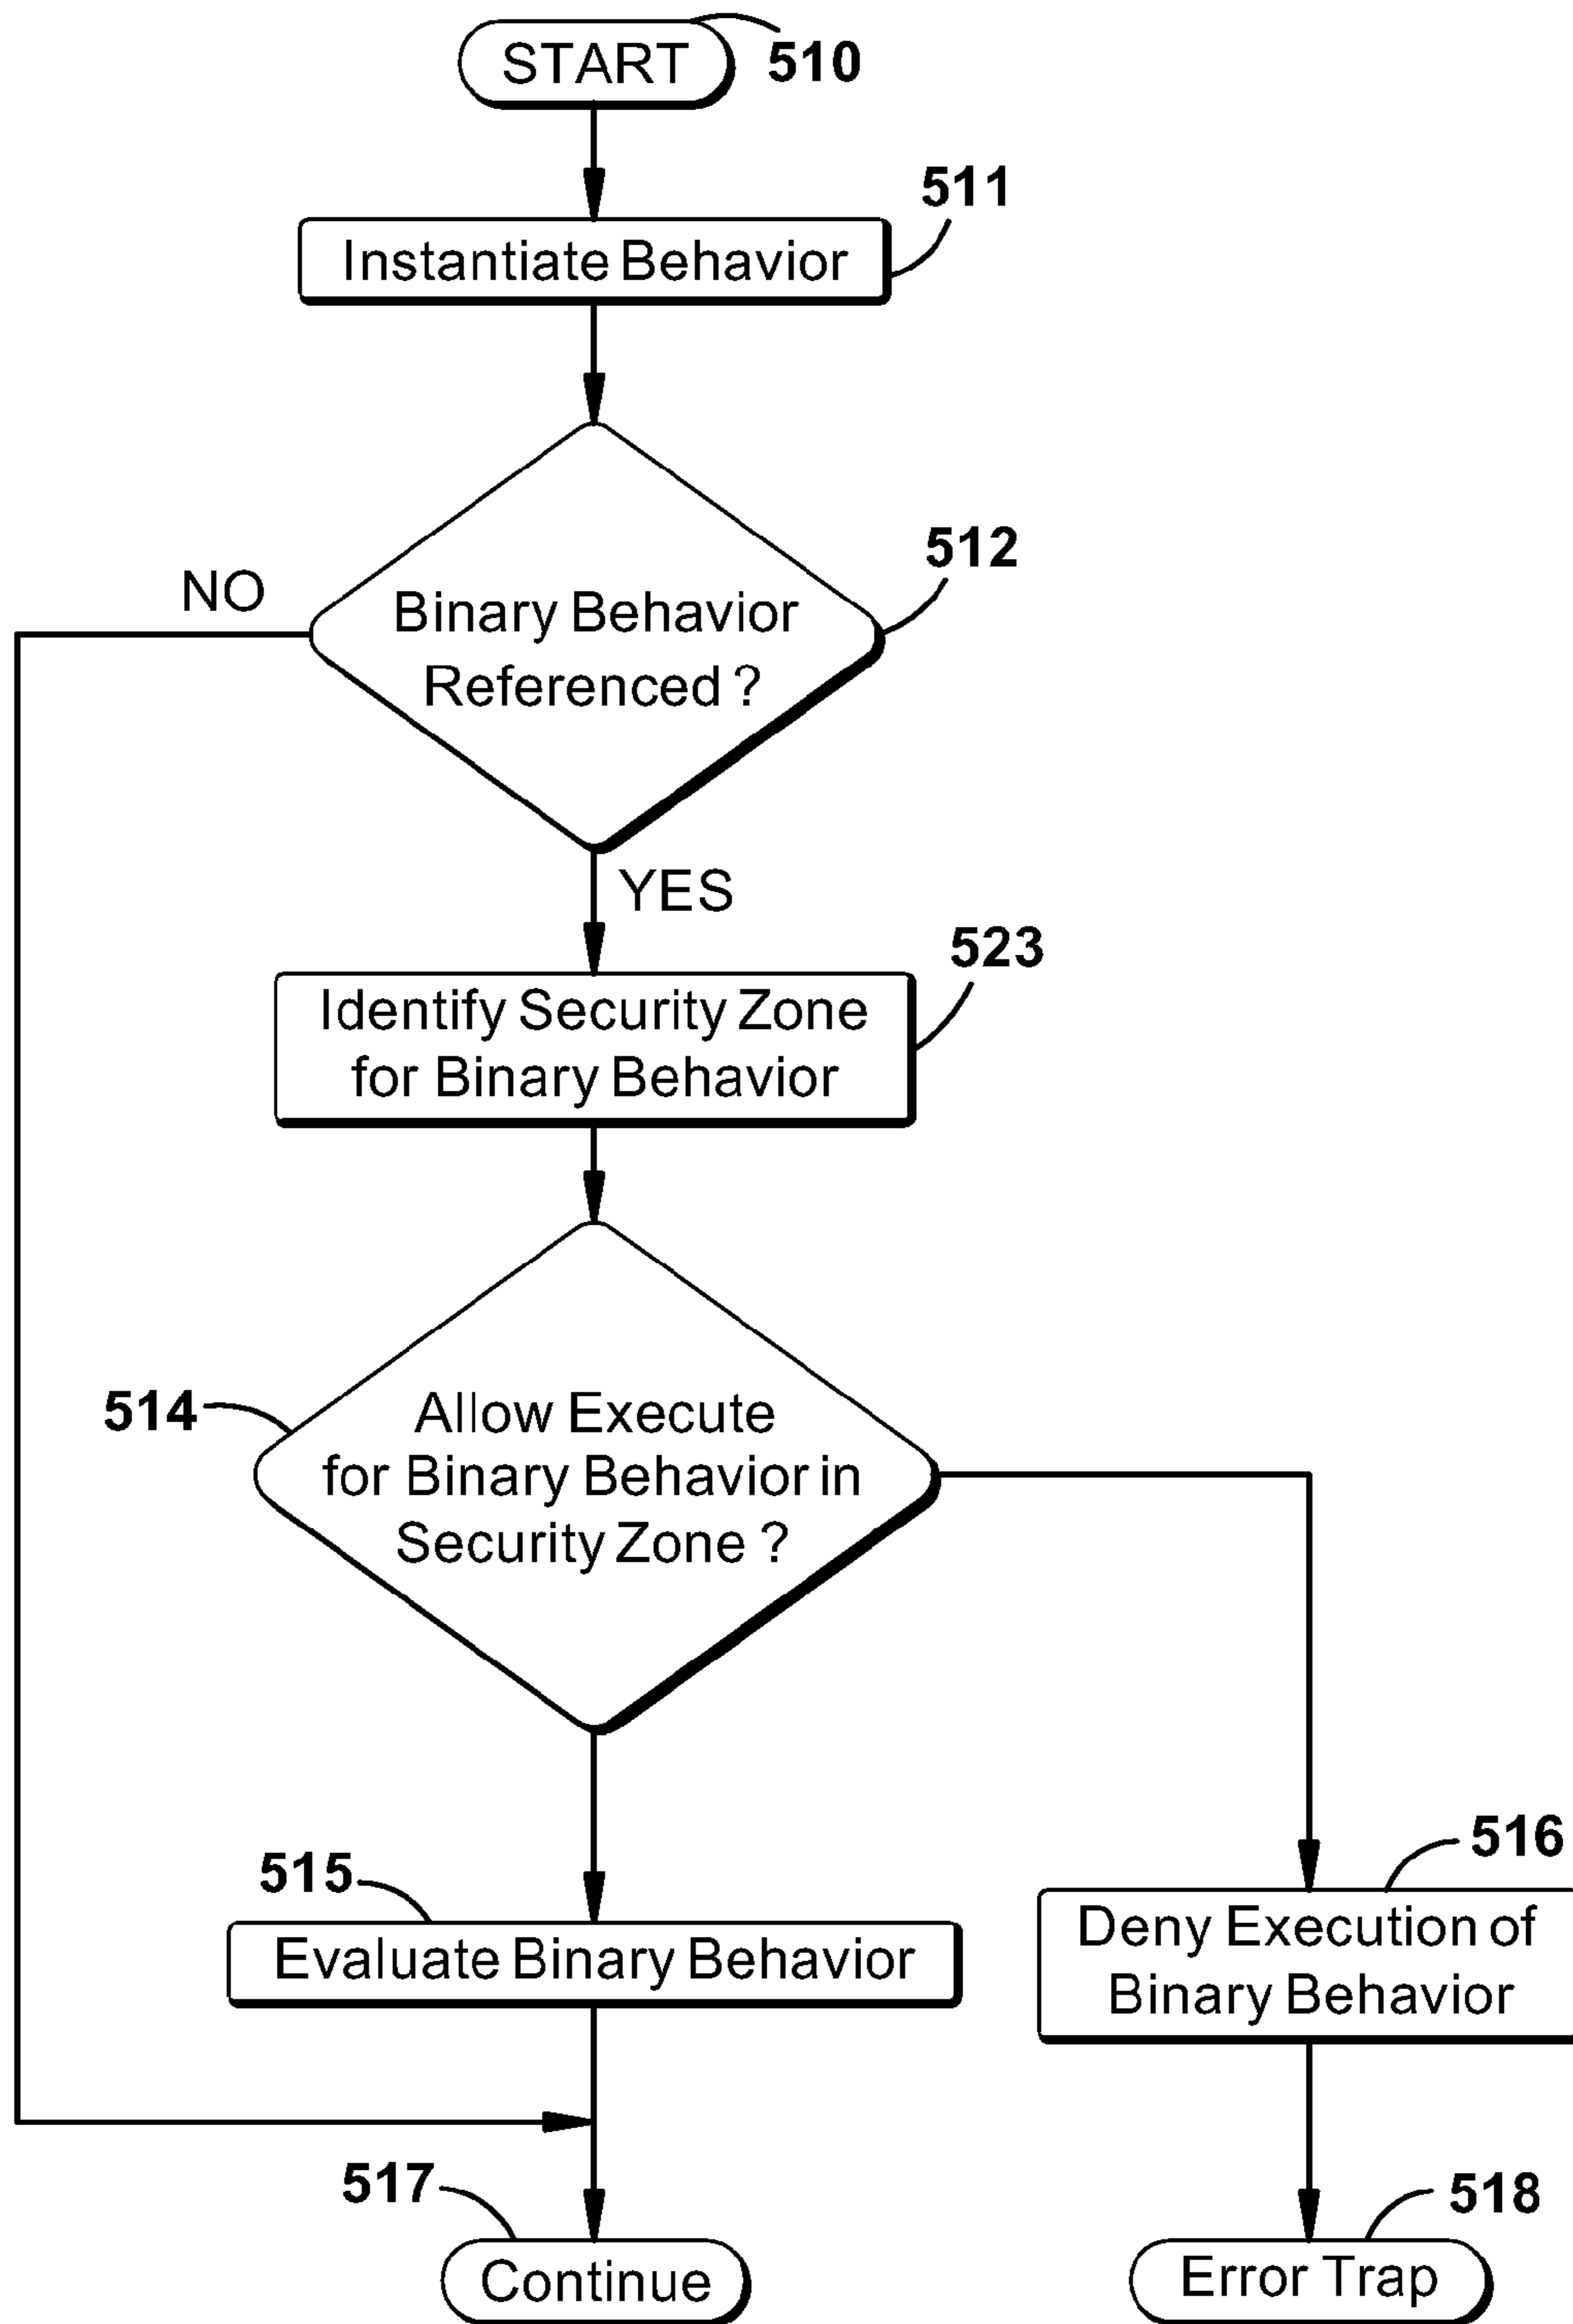 START
510
511
Instantiate Behavior
512
NO
Binary Behavior
Referenced ?
YES
523
Identify Security Zone
for Binary Behavior
514
Allow Execute
for Binary Behavior in
Security Zone ?
515
Evaluate Binary Behavior
516
Deny Execution of
Binary Behavior
517
Continue
518
Error Trap